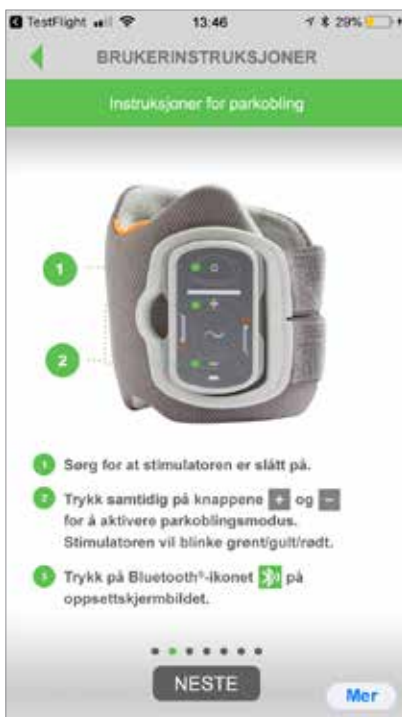 TestFlight 13:46 29%
BRUKERINSTRUKSJONER
Instruksjoner for parkobling
1
2
1 Sørg for at stimulatoren er slått på.
2 Trykk samtidig på knappene + og −
for å aktivere parkoblingsmodus.
Stimulatoren vil blinke grønt/gult/rødt.
3 Trykk på Bluetooth®-ikonet på
oppsettskjermbildet.
NESTE
Mer